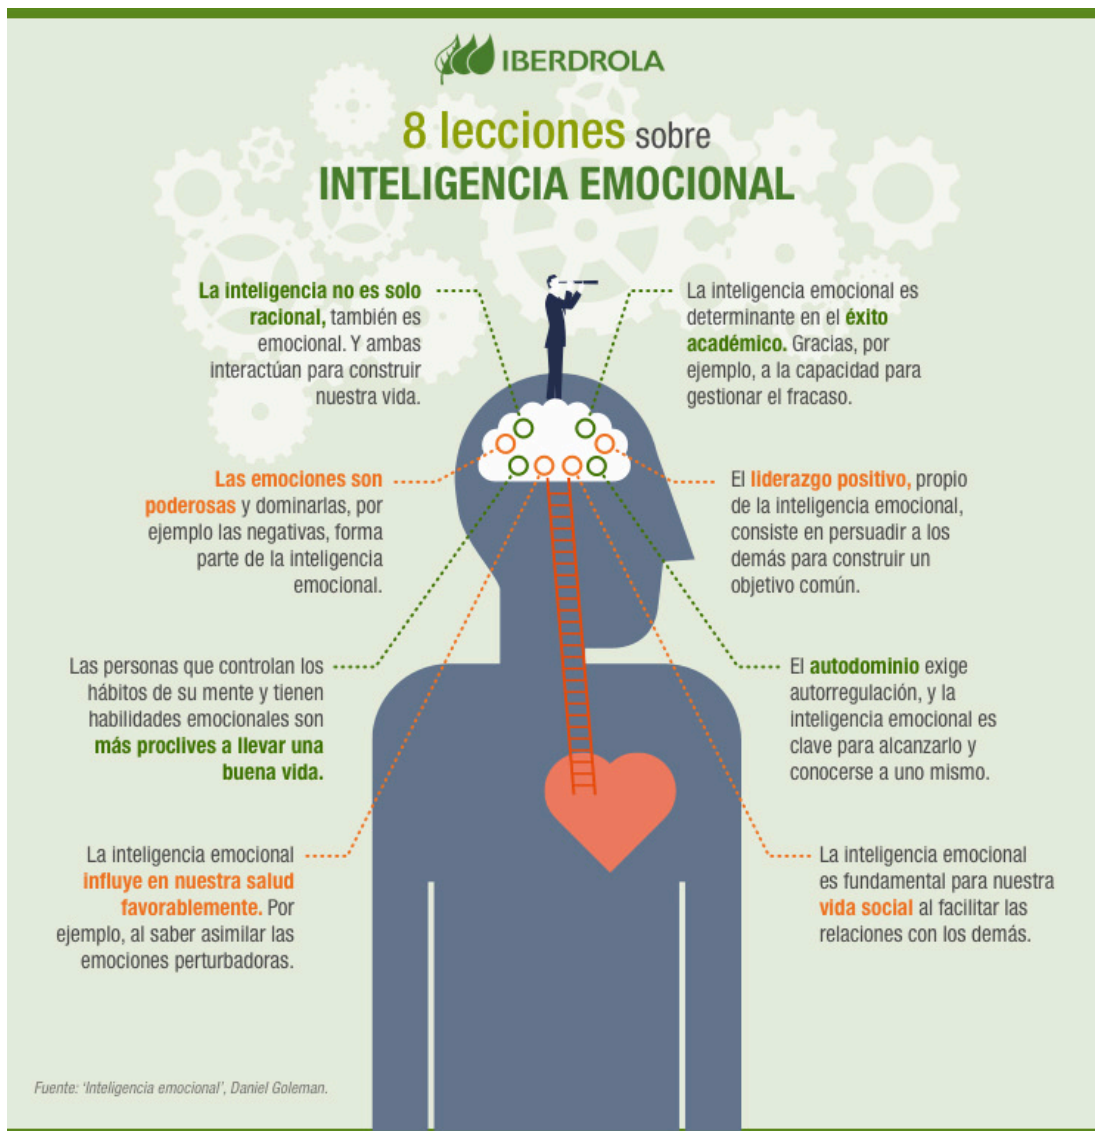 IBERDROLA
8 lecciones sobre
INTELIGENCIA EMOCIONAL
La inteligencia no es solo
racional, también es
emocional. Y ambas
interactúan para construir
nuestra vida.
Las emociones son
poderosas y dominarlas, por
ejemplo las negativas, forma
parte de la inteligencia
emocional.
Las personas que controlan los
hábitos de su mente y tienen
habilidades emocionales son
más proclives a llevar una
buena vida.
La inteligencia emocional
influye en nuestra salud
favorablemente. Por
ejemplo, al saber asimilar las
emociones perturbadoras.
La inteligencia emocional es
determinante en el éxito
académico. Gracias, por
ejemplo, a la capacidad para
gestionar el fracaso.
El liderazgo positivo, propio
de la inteligencia emocional,
consiste en persuadir a los
demás para construir un
objetivo común.
El autodominio exige
autorregulación, y la
inteligencia emocional es
clave para alcanzarlo y
conocerse a uno mismo.
La inteligencia emocional
es fundamental para nuestra
vida social al facilitar las
relaciones con los demás.
Fuente: 'Inteligencia emocional', Daniel Goleman.